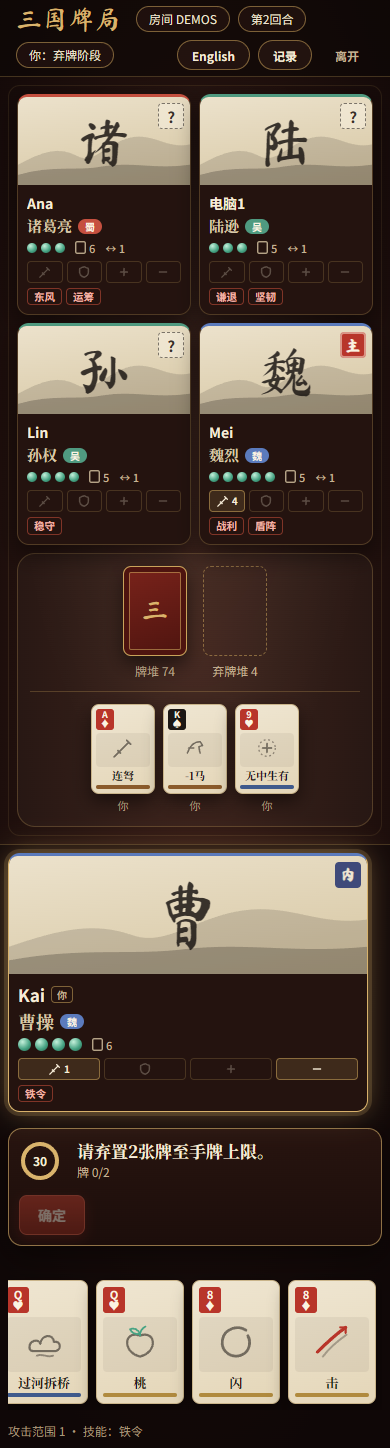 三国牌局 房间 DEMOS 第2回合
你: 弃牌阶段 English 记录 离开
诸 ?
Ana
诸葛亮 蜀
6 ↔1
东风 运筹
陆 ?
电脑1
陆逊 吴
5 ↔1
谦退 坚韧
孙 ?
Lin
孙权 吴
5 ↔1
稳守
魏 主
Mei
魏烈 魏
5 ↔1
4
战利 盾阵
三
牌堆 74 弃牌堆 4
A♦ K♠ 9♥
连弩 -1马 无中生有
你 你 你
曹 内
Kai 你
曹操 魏
6
1
铁令
30 请弃置2张牌至手牌上限。
牌 0/2
确定
Q♥ Q♥ 8♦ 8♦
过河拆桥 桃 闪 击
攻击范围 1 · 技能: 铁令